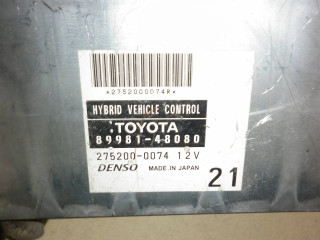 *2752000074R*
HYBRID VEHICLE CONTROL
TOYOTA
89981-48080
275200-0074 12V
DENSO MADE IN JAPAN 21